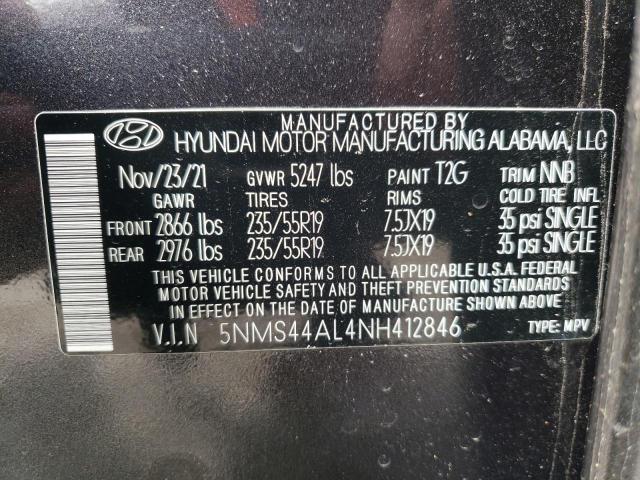 MANUFACTURED BY
HYUNDAI MOTOR MANUFACTURING ALABAMA, LLC
Nov/23/21 GVWR 5247 lbs PAINT T2G TRIM NNB
GAWR TIRES RIMS COLD TIRE INFL
FRONT 2866 lbs 235/55R19 7.5JX19 35 psi SINGLE
REAR 2976 lbs 235/55R19 7.5JX19 35 psi SINGLE
THIS VEHICLE CONFORMS TO ALL APPLICABLE U.S.A. FEDERAL
MOTOR VEHICLE SAFETY AND THEFT PREVENTION STANDARDS
IN EFFECT ON THE DATE OF MANUFACTURE SHOWN ABOVE
V.I.N 5NMS44AL4NH412846 TYPE: MPV